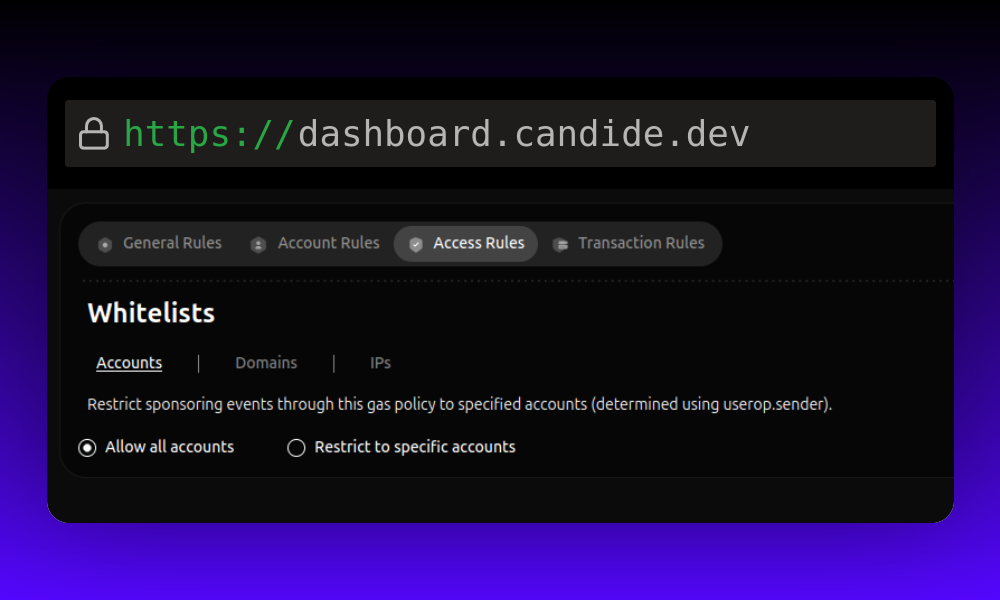 https://dashboard.candide.dev
General Rules Account Rules Access Rules Transaction Rules
Whitelists
Accounts | Domains | IPs
Restrict sponsoring events through this gas policy to specified accounts (determined using userop.sender).
Allow all accounts Restrict to specific accounts